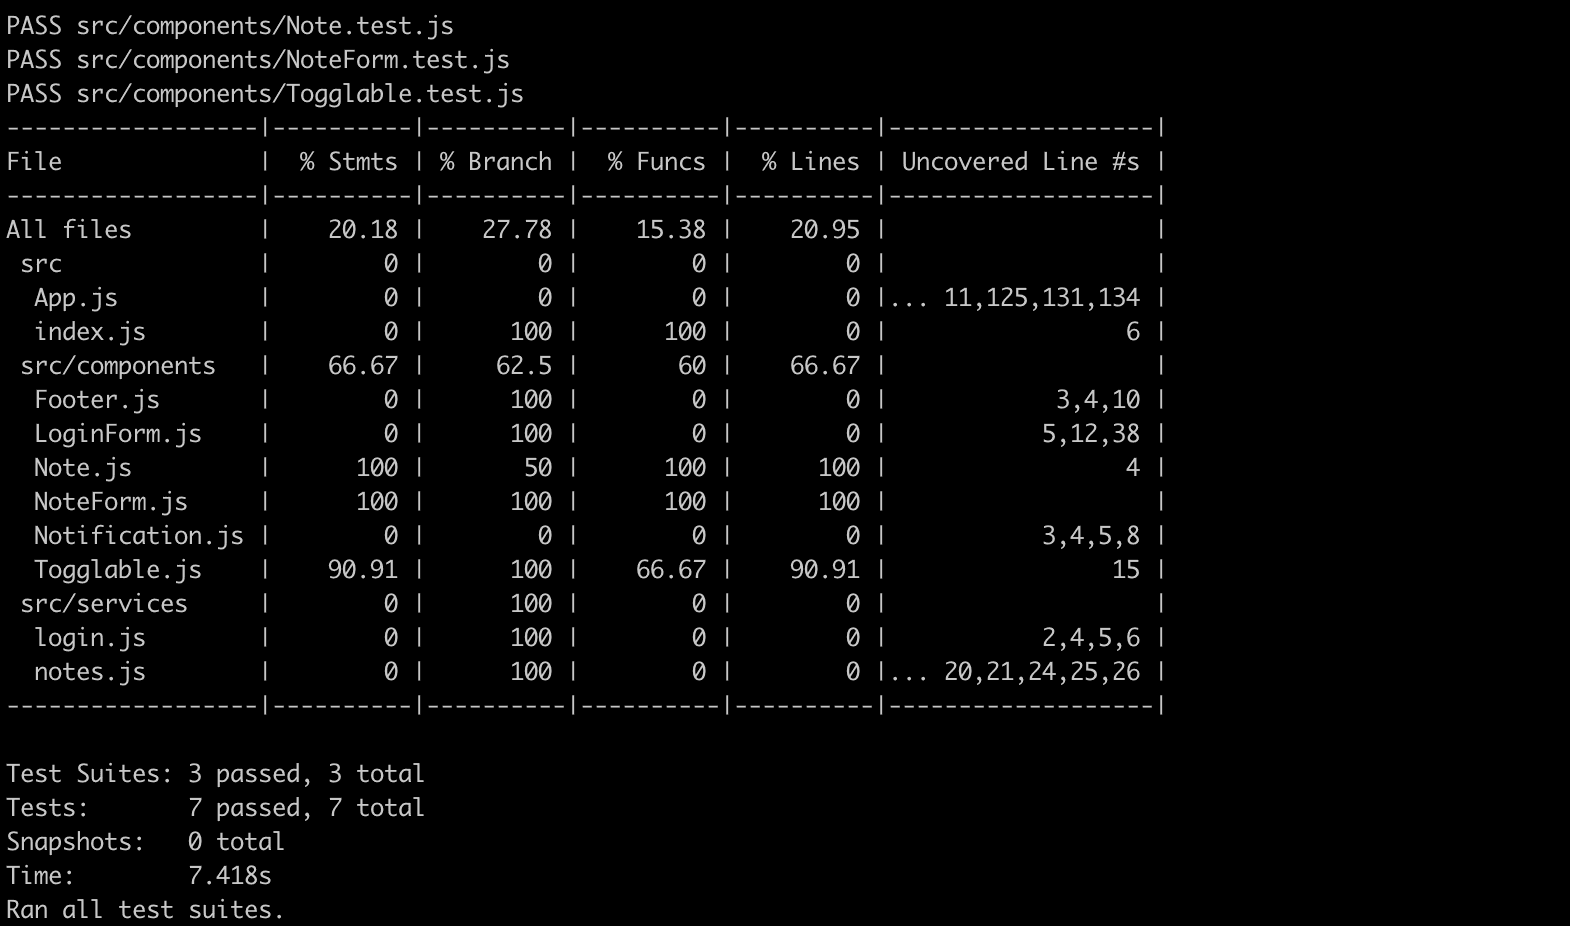 PASS src/components/Note.test.js
PASS src/components/NoteForm.test.js
PASS src/components/Togglable.test.js
------------------|----------|----------|----------|----------|-------------------|
File              |  % Stmts | % Branch |  % Funcs |  % Lines | Uncovered Line #s |
------------------|----------|----------|----------|----------|-------------------|
All files         |    20.18 |    27.78 |    15.38 |    20.95 |                   |
 src              |        0 |        0 |        0 |        0 |                   |
  App.js          |        0 |        0 |        0 |        0 |... 11,125,131,134 |
  index.js        |        0 |      100 |      100 |        0 |                 6 |
 src/components   |    66.67 |     62.5 |       60 |    66.67 |                   |
  Footer.js       |        0 |      100 |        0 |        0 |            3,4,10 |
  LoginForm.js    |        0 |      100 |        0 |        0 |           5,12,38 |
  Note.js         |      100 |       50 |      100 |      100 |                 4 |
  NoteForm.js     |      100 |      100 |      100 |      100 |                   |
  Notification.js |        0 |        0 |        0 |        0 |           3,4,5,8 |
  Togglable.js    |    90.91 |      100 |    66.67 |    90.91 |                15 |
 src/services     |        0 |      100 |        0 |        0 |                   |
  login.js        |        0 |      100 |        0 |        0 |           2,4,5,6 |
  notes.js        |        0 |      100 |        0 |        0 |... 20,21,24,25,26 |
------------------|----------|----------|----------|----------|-------------------|
Test Suites: 3 passed, 3 total
Tests:       7 passed, 7 total
Snapshots:   0 total
Time:        7.418s
Ran all test suites.